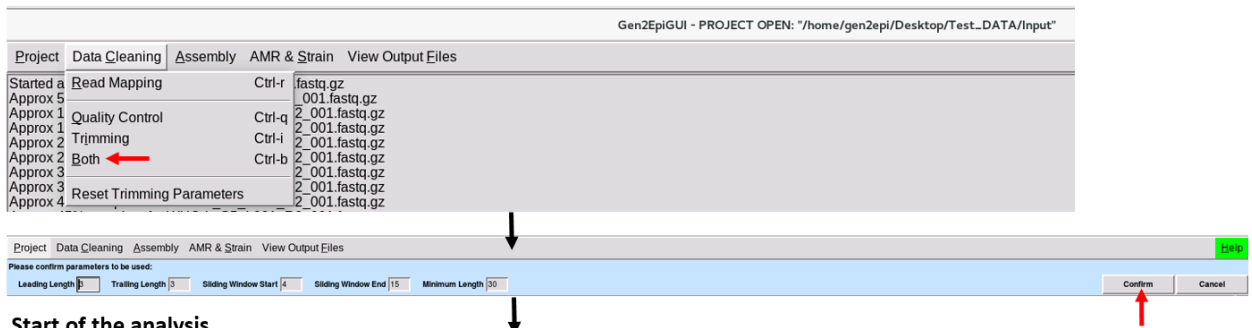 Gen2EpiGUI - PROJECT OPEN: "/home/gen2epi/Desktop/Test_DATA/Input"
Project Data Cleaning Assembly AMR & Strain View Output Files
Started a Read Mapping Ctrl-r .fastq.gz
Approx 5 _001.fastq.gz
Approx 1 Quality Control Ctrl-q 2_001.fastq.gz
Approx 1 2_001.fastq.gz
Approx 2 Trimming Ctrl-i 2_001.fastq.gz
Approx 2 Both Ctrl-b 2_001.fastq.gz
Approx 3 2_001.fastq.gz
Approx 3 Reset Trimming Parameters 2_001.fastq.gz
Approx 4 2_001.fastq.gz
Project Data Cleaning Assembly AMR & Strain View Output Files Help
Please confirm parameters to be used:
Leading Length 3 Trailing Length 3 Sliding Window Start 4 Sliding Window End 15 Minimum Length 30 Confirm Cancel
Start of the analysis